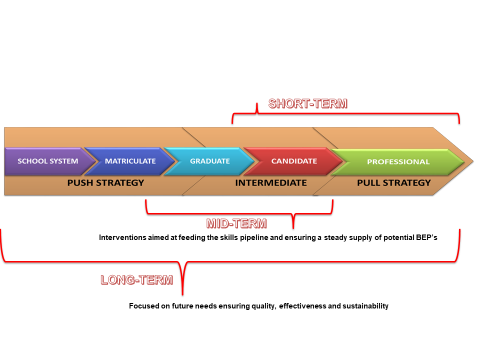 SHORT-TERM
SCHOOL SYSTEM
MATRICULATE
GRADUATE
CANDIDATE
PROFESSIONAL
PUSH STRATEGY
INTERMEDIATE
PULL STRATEGY
MID-TERM
Interventions aimed at feeding the skills pipeline and ensuring a steady supply of potential BEP's
LONG-TERM
Focused on future needs ensuring quality, effectiveness and sustainability